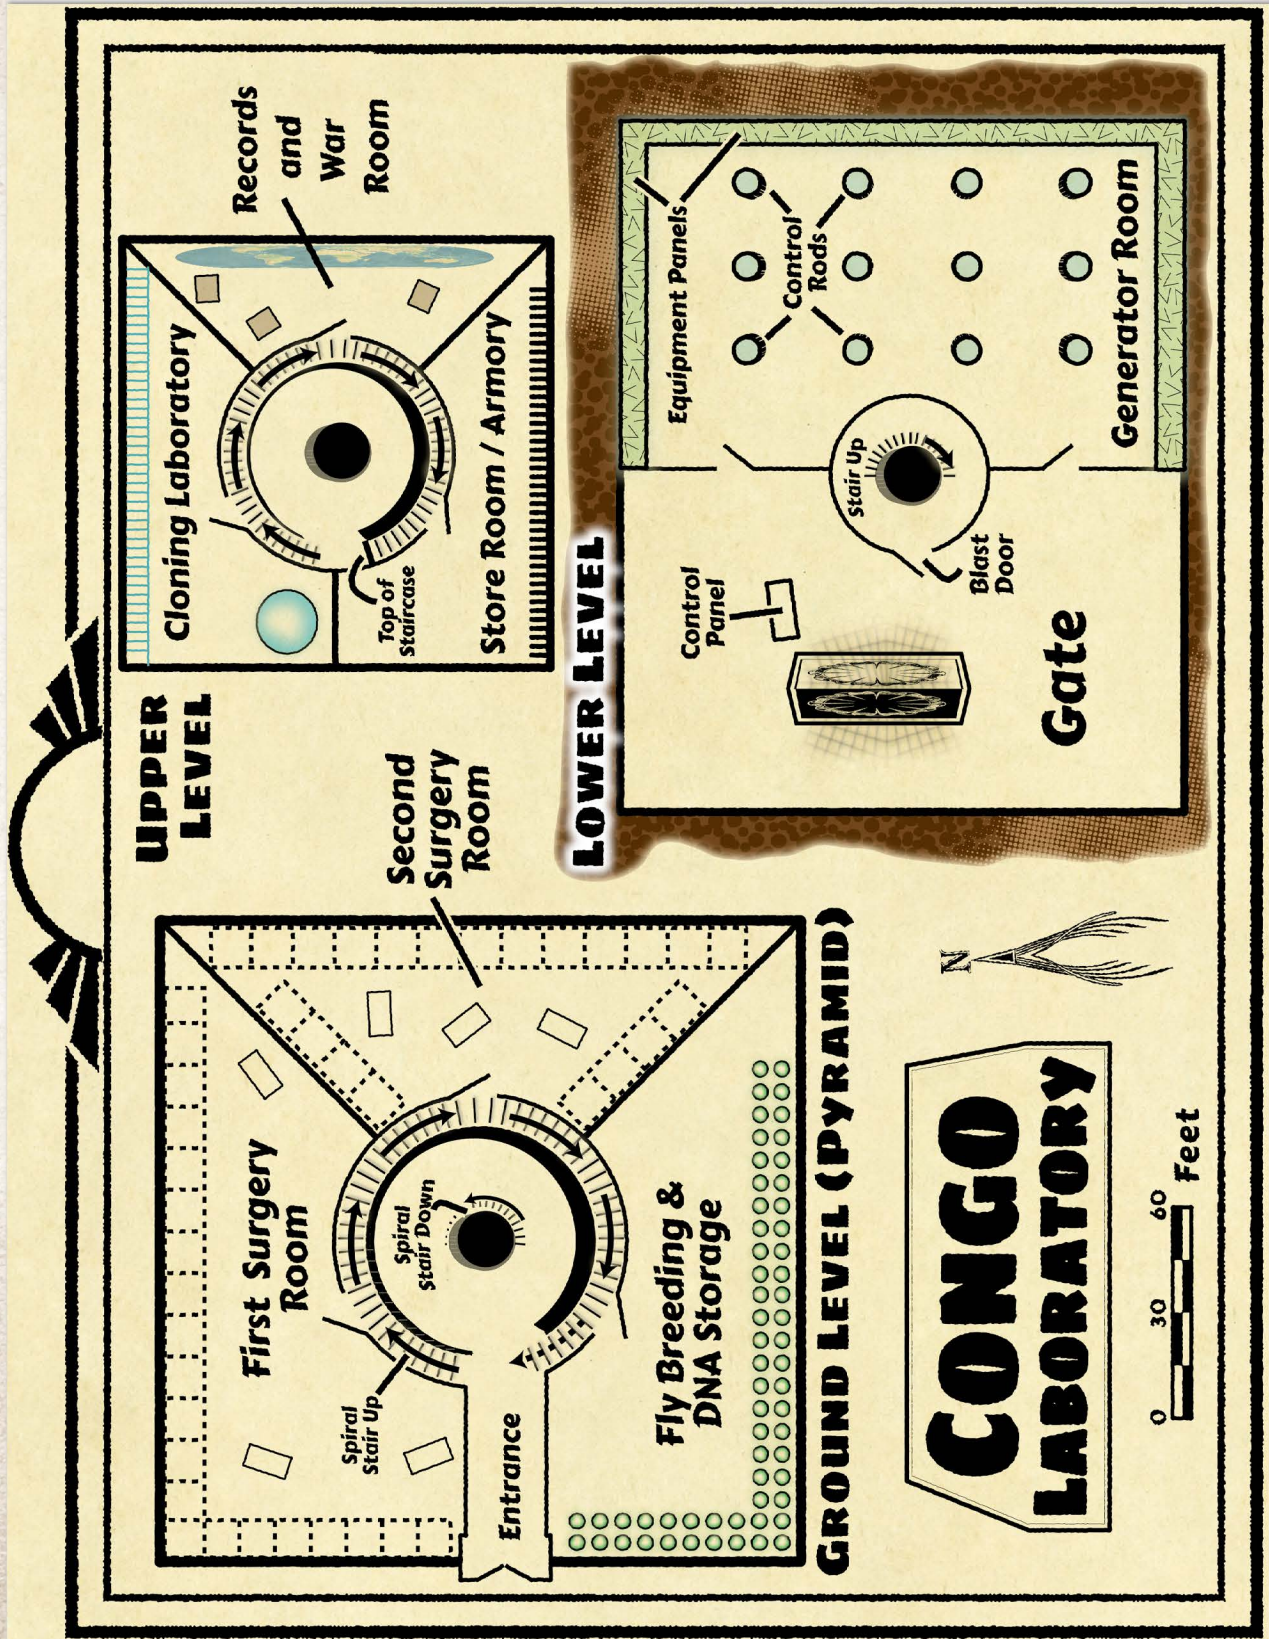 UPPER
LEVEL
Cloning Laboratory
Records
and
War
Room
Top of
Staircase
Store Room / Armory
LOWER LEVEL
Equipment Panels
Control
Rods
Generator Room
Stair Up
Blast
Door
Control
Panel
Gate
First Surgery
Room
Second
Surgery
Room
Spiral
Stair Up
Spiral
Stair Down
Entrance
Fly Breeding &
DNA Storage
GROUND LEVEL (PYRAMID)
N
CONGO
LABORATORY
0 30 60
Feet